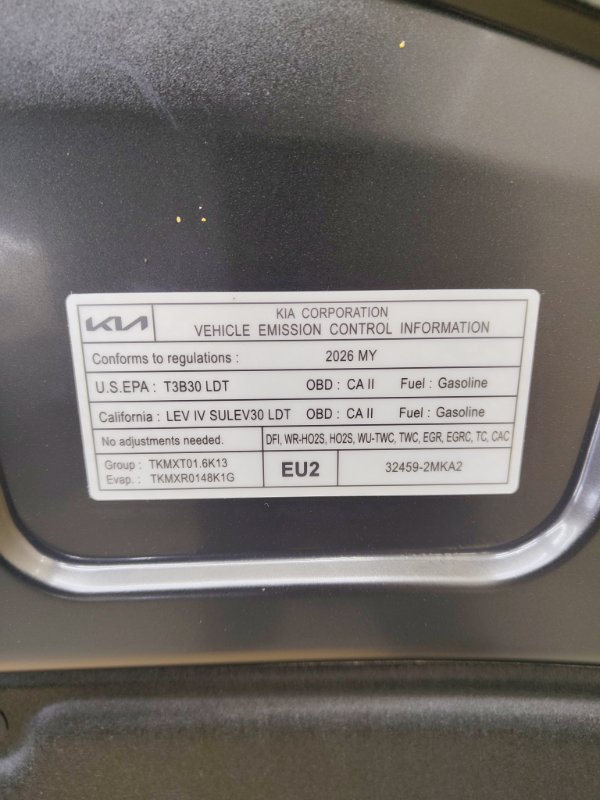 KIA KIA CORPORATION
VEHICLE EMISSION CONTROL INFORMATION
Conforms to regulations : 2026 MY
U.S.EPA : T3B30 LDT OBD : CA II Fuel : Gasoline
California : LEV IV SULEV30 LDT OBD : CA II Fuel : Gasoline
No adjustments needed. DFI, WR-HO2S, HO2S, WU-TWC, TWC, EGR, EGRC, TC, CAC
Group : TKMXT01.6K13
Evap. : TKMXR0148K1G
EU2
32459-2MKA2